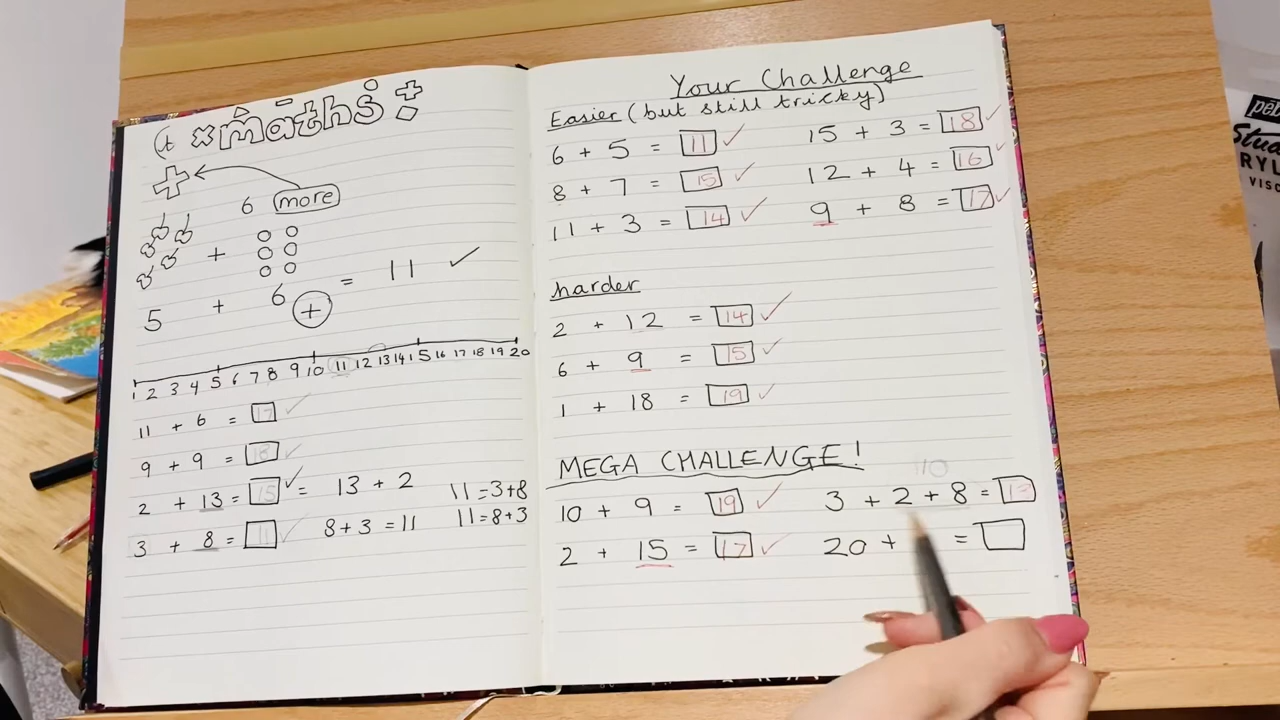 maths
6 more
+ = 11 ✓
5 + 6 +
1 2 3 4 5 6 7 8 9 10 11 12 13 14 15 16 17 18 19 20
11 + 6 = 17 ✓
9 + 9 = 18 ✓
2 + 13 = 15 ✓ = 13 + 2
3 + 8 = 11 ✓ 8 + 3 = 11
11 = 3 + 8
11 = 8 + 3
Your Challenge
Easier (but still tricky)
6 + 5 = 11 ✓
8 + 7 = 15 ✓
11 + 3 = 14 ✓
15 + 3 = 18 ✓
12 + 4 = 16 ✓
9 + 8 = 17 ✓
harder
2 + 12 = 14 ✓
6 + 9 = 15 ✓
1 + 18 = 19 ✓
MEGA CHALLENGE!
10 + 9 = 19 ✓
2 + 15 = 17 ✓
10
3 + 2 + 8 = 13
20 + =